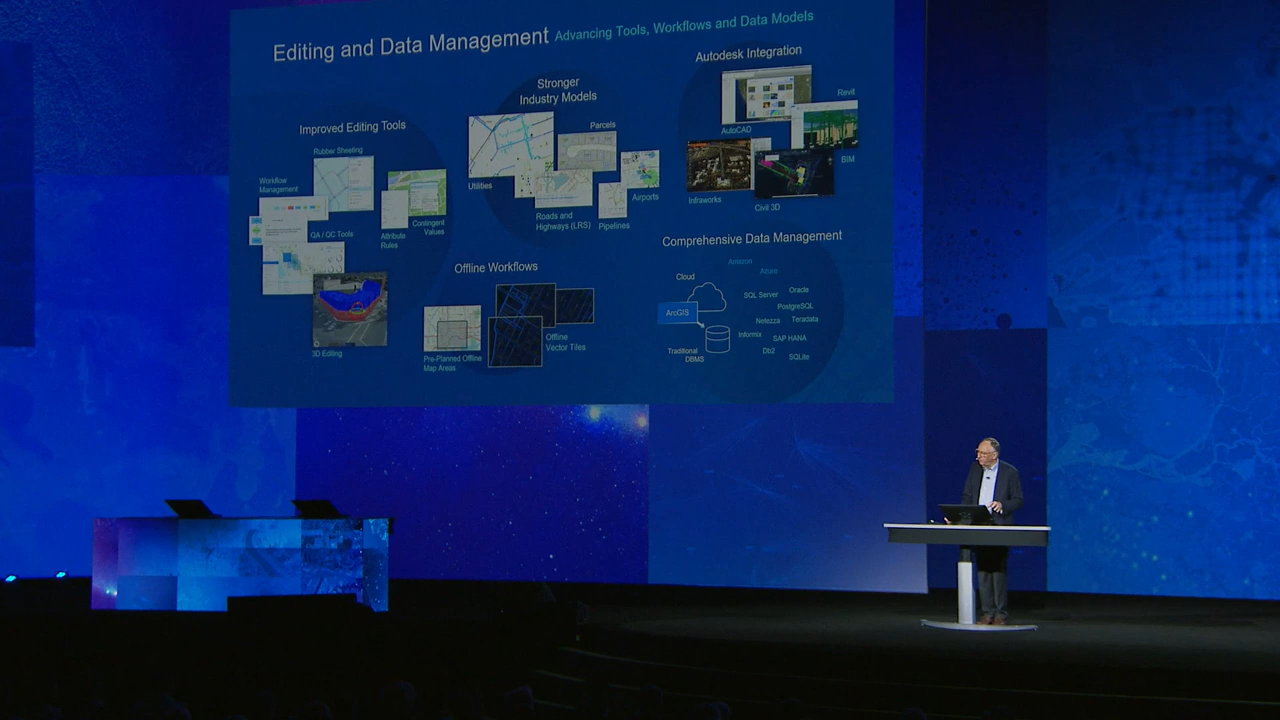 Editing and Data Management Advancing Tools, Workflows and Data Models
Improved Editing Tools
Rubber Sheeting
Workflow
Management
QA / QC Tools
Attribute
Rules
Contingent
Values
3D Editing
Stronger
Industry Models
Utilities
Parcels
Roads and
Highways (LRS)
Pipelines
Airports
Autodesk Integration
AutoCAD
Revit
BIM
Infraworks
Civil 3D
Offline Workflows
Pre-Planned Offline
Map Areas
Offline
Vector Tiles
Comprehensive Data Management
Cloud
ArcGIS
Traditional
DBMS
Amazon
Azure
SQL Server
Oracle
PostgreSQL
Netezza
Teradata
Informix
SAP HANA
Db2
SQLite